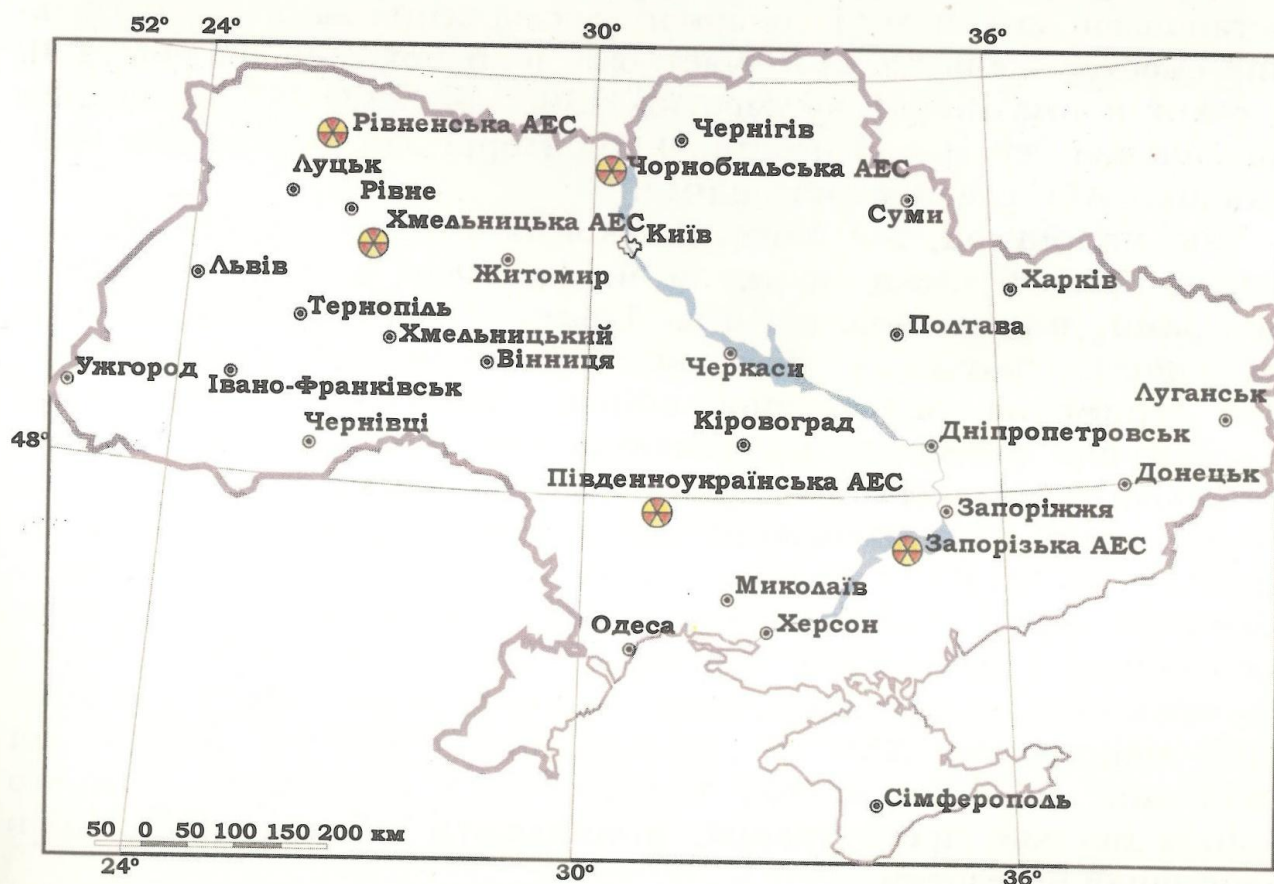 52° 24° 30° 36°
Рівненська АЕС
Чернігів
Чорнобильська АЕС
Луцьк
Рівне
Суми
Хмельницька АЕС
Київ
Львів
Житомир
Харків
Тернопіль
Хмельницький
Полтава
Вінниця
Черкаси
Ужгород
Івано-Франківськ
Луганськ
Чернівці
Кіровоград
48°
Дніпропетровськ
Донецьк
Південноукраїнська АЕС
Запоріжжя
Запорізька АЕС
Миколаїв
Одеса
Херсон
Сімферополь
50 0 50 100 150 200 км
24° 30° 36°